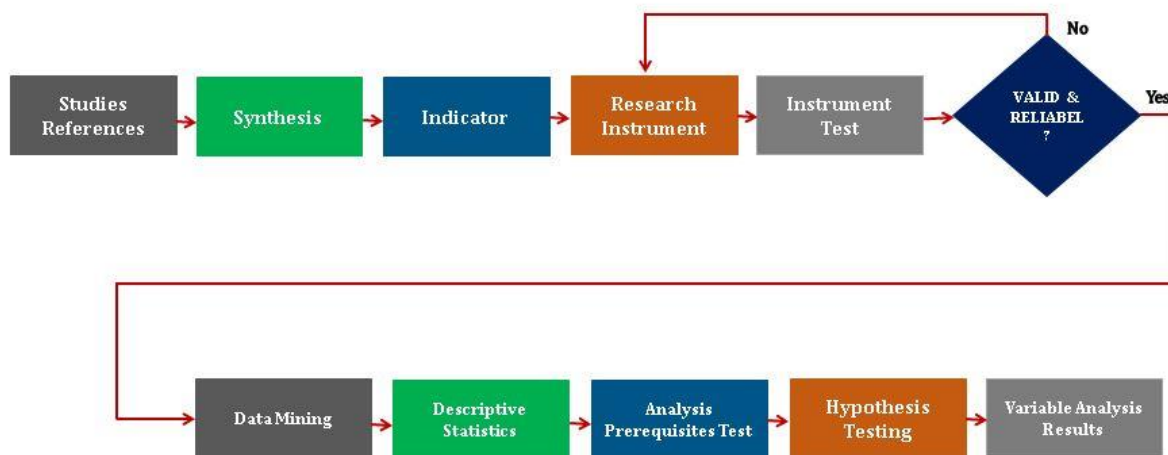 No
Studies
References
Synthesis
Indicator
Research
Instrument
Instrument
Test
VALID &
RELIABEL
?
Yes
Data Mining
Descriptive
Statistics
Analysis
Prerequisites Test
Hypothesis
Testing
Variable Analysis
Results